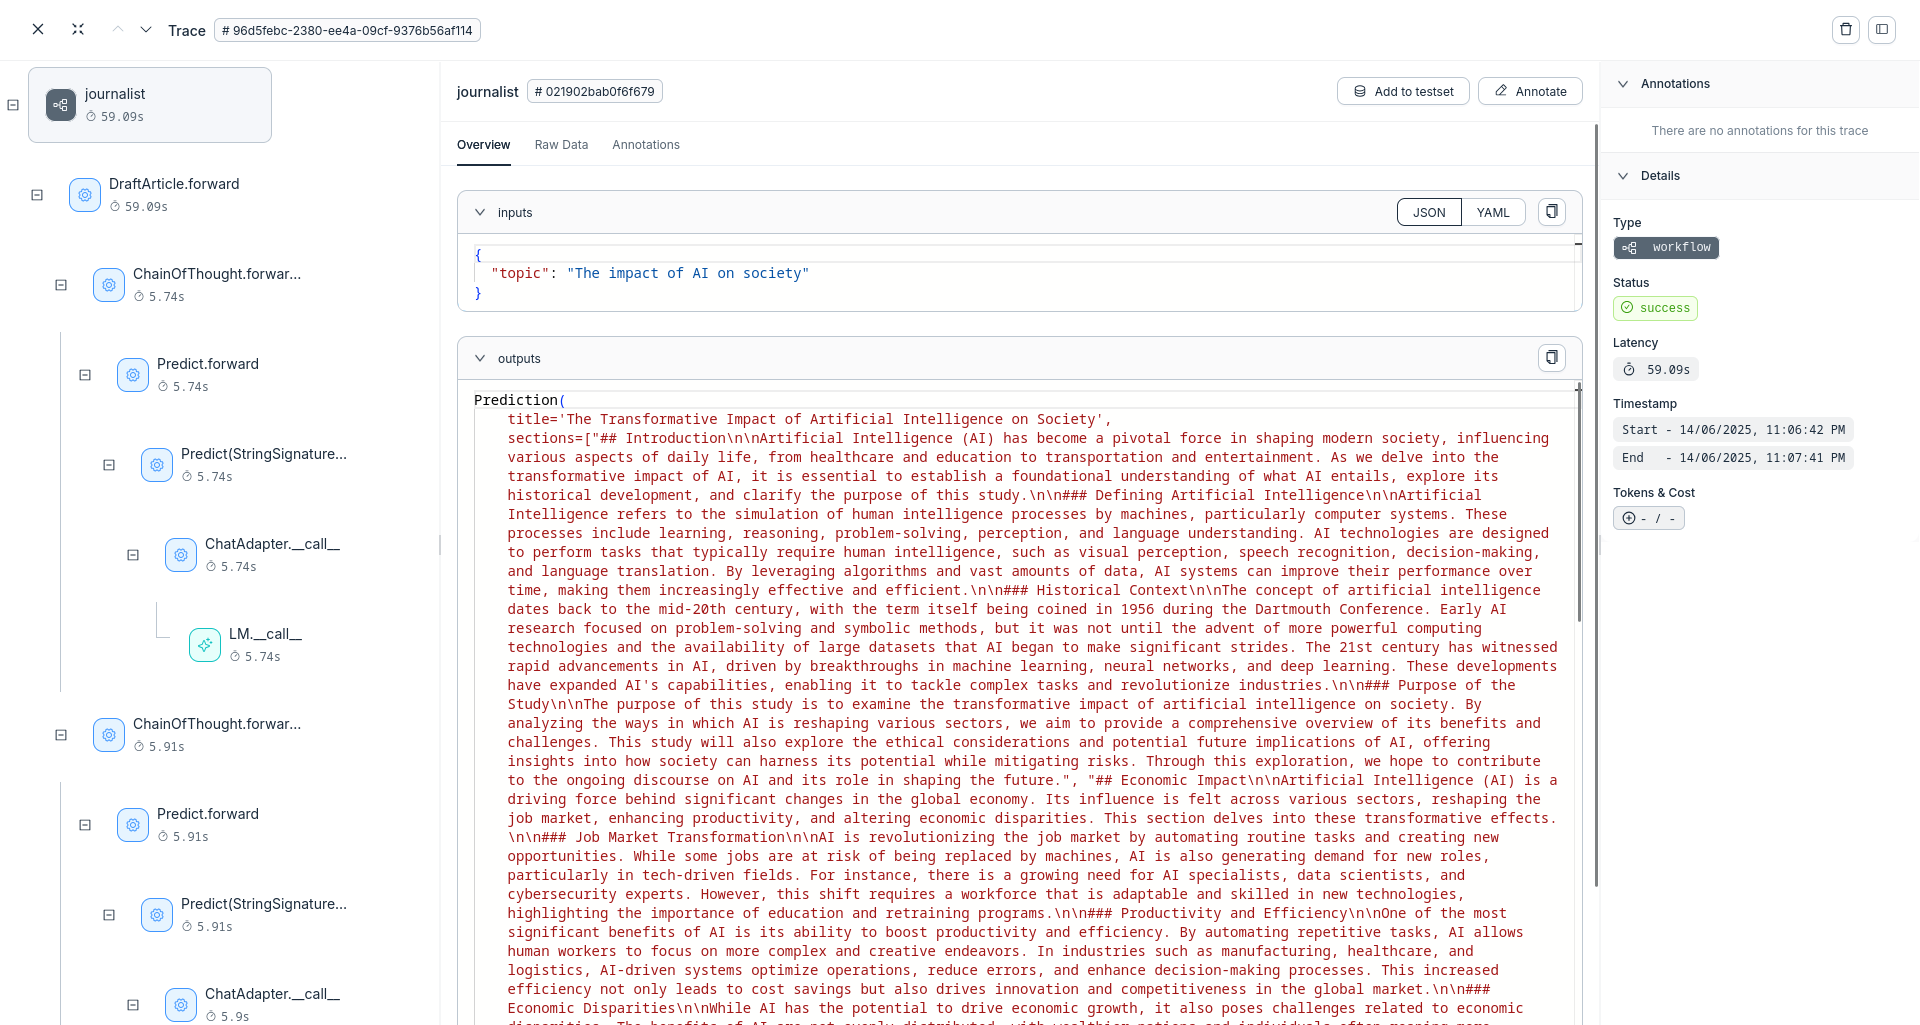 Trace
# 96d5febc-2380-ee4a-09cf-9376b56af114
journalist
59.09s
DraftArticle.forward
59.09s
ChainOfThought.forwar...
5.74s
Predict.forward
5.74s
Predict(StringSignature...
5.74s
ChatAdapter.__call__
5.74s
LM.__call__
5.74s
ChainOfThought.forwar...
5.91s
Predict.forward
5.91s
Predict(StringSignature...
5.91s
ChatAdapter.__call__
5.9s
journalist
# 021902bab0f6f679
Add to testset
Annotate
Overview
Raw Data
Annotations
inputs
JSON
YAML
{
"topic": "The impact of AI on society"
}
outputs
Prediction(
title='The Transformative Impact of Artificial Intelligence on Society',
sections=["## Introduction\n\nArtificial Intelligence (AI) has become a pivotal force in shaping modern society, influencing
various aspects of daily life, from healthcare and education to transportation and entertainment. As we delve into the
transformative impact of AI, it is essential to establish a foundational understanding of what AI entails, explore its
historical development, and clarify the purpose of this study.\n\n### Defining Artificial Intelligence\n\nArtificial
Intelligence refers to the simulation of human intelligence processes by machines, particularly computer systems. These
processes include learning, reasoning, problem-solving, perception, and language understanding. AI technologies are designed
to perform tasks that typically require human intelligence, such as visual perception, speech recognition, decision-making,
and language translation. By leveraging algorithms and vast amounts of data, AI systems can improve their performance over
time, making them increasingly effective and efficient.\n\n### Historical Context\n\nThe concept of artificial intelligence
dates back to the mid-20th century, with the term itself being coined in 1956 during the Dartmouth Conference. Early AI
research focused on problem-solving and symbolic methods, but it was not until the advent of more powerful computing
technologies and the availability of large datasets that AI began to make significant strides. The 21st century has witnessed
rapid advancements in AI, driven by breakthroughs in machine learning, neural networks, and deep learning. These developments
have expanded AI's capabilities, enabling it to tackle complex tasks and revolutionize industries.\n\n### Purpose of the
Study\n\nThe purpose of this study is to examine the transformative impact of artificial intelligence on society. By
analyzing the ways in which AI is reshaping various sectors, we aim to provide a comprehensive overview of its benefits and
challenges. This study will also explore the ethical considerations and potential future implications of AI, offering
insights into how society can harness its potential while mitigating risks. Through this exploration, we hope to contribute
to the ongoing discourse on AI and its role in shaping the future.", "## Economic Impact\n\nArtificial Intelligence (AI) is a
driving force behind significant changes in the global economy. Its influence is felt across various sectors, reshaping the
job market, enhancing productivity, and altering economic disparities. This section delves into these transformative effects.
\n\n### Job Market Transformation\n\nAI is revolutionizing the job market by automating routine tasks and creating new
opportunities. While some jobs are at risk of being replaced by machines, AI is also generating demand for new roles,
particularly in tech-driven fields. For instance, there is a growing need for AI specialists, data scientists, and
cybersecurity experts. However, this shift requires a workforce that is adaptable and skilled in new technologies,
highlighting the importance of education and retraining programs.\n\n### Productivity and Efficiency\n\nOne of the most
significant benefits of AI is its ability to boost productivity and efficiency. By automating repetitive tasks, AI allows
human workers to focus on more complex and creative endeavors. In industries such as manufacturing, healthcare, and
logistics, AI-driven systems optimize operations, reduce errors, and enhance decision-making processes. This increased
efficiency not only leads to cost savings but also drives innovation and competitiveness in the global market.\n\n###
Economic Disparities\n\nWhile AI has the potential to drive economic growth, it also poses challenges related to economic
Annotations
There are no annotations for this trace
Details
Type
workflow
Status
success
Latency
59.09s
Timestamp
Start - 14/06/2025, 11:06:42 PM
End - 14/06/2025, 11:07:41 PM
Tokens & Cost
- / -